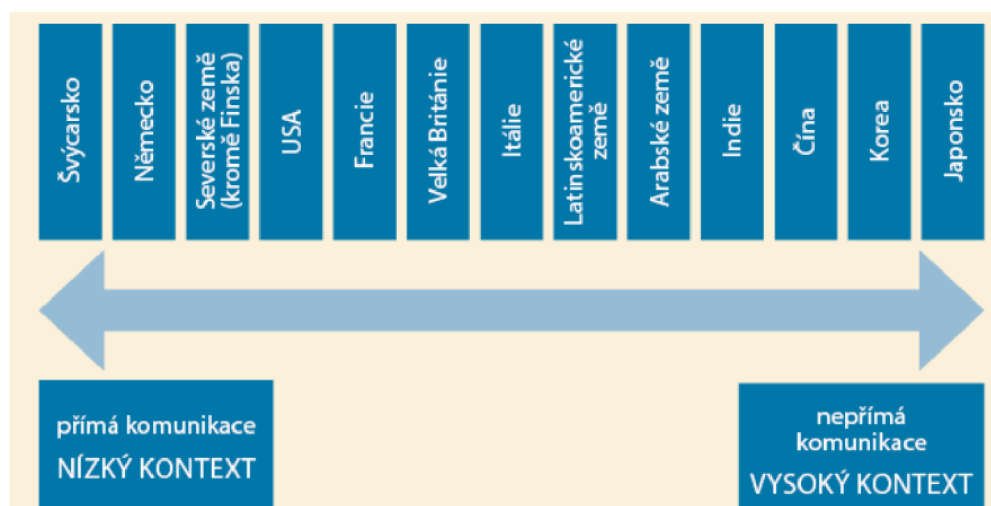 Švýcarsko
Německo
Severské země
(kromě Finska)
USA
Francie
Velká Británie
Itálie
Latinskoamerické
země
Arabské země
Indie
Čína
Korea
Japonsko
přímá komunikace
NÍZKÝ KONTEXT
nepřímá
komunikace
VYSOKÝ KONTEXT